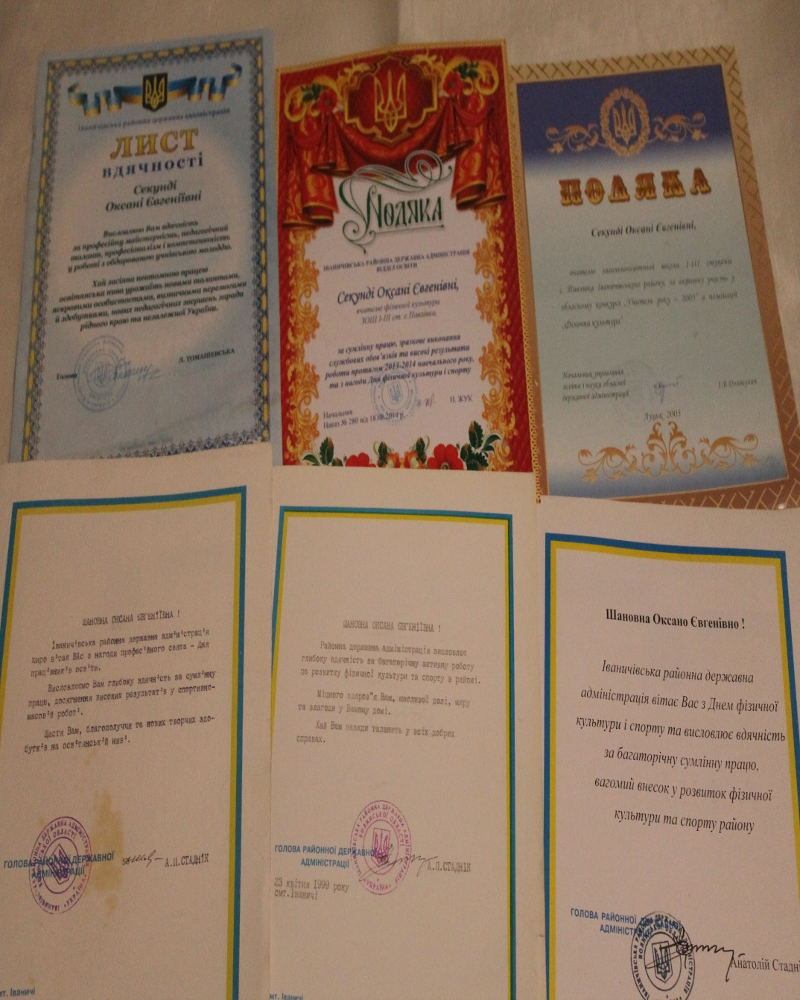 Іваничівська районна державна адміністрація
ЛИСТ
ВДЯЧНОСТІ
Секунді
Оксані Євгеніївні
Висловлюю Вам вдячність
за професійну майстерність, педагогічний
талант, професіоналізм і компетентність
у роботі з обдарованою учнівською молоддю.
Хай засіяна невтомною працею
освітянська нива урожаїть новими талантами,
яскравими особистостями, визначними перемогами
й здобутками, нових педагогічних звершень заради
рідного краю та незалежної України.
Голова
Л. ТОМАШЕВСЬКА
Подяка
ІВАНИЧІВСЬКА РАЙОННА ДЕРЖАВНА АДМІНІСТРАЦІЯ
ВІДДІЛ ОСВІТИ
Секунді Оксані Євгенівні,
вчителю фізичної культури
ЗОШ І-ІІІ ст. с.Павлівка,
за сумлінну працю, зразкове виконання
службових обов'язків та високі результати
роботи протягом 2013-2014 навчального року,
та з нагоди Дня фізичної культури і спорту
Начальник
Н. ЖУК
Наказ № 280 від 18.08.2014 р.
ПОДЯКА
Секунді Оксані Євгенівні,
вчителю загальноосвітньої школи І-ІІІ ступенів
с. Павлівка Іваничівського району, за активну участь у
обласному конкурсі „Учитель року – 2005" в номінації
„Фізична культура"
Начальник управління
освіти і науки обласної
державної адміністрації
Луцьк 2005
ШАНОВНА ОКСАНА ЄВГЕНІЇВНА !
Іваничівська районна державна адміністрація
щиро вітає ВАс з нагоди професійного свята - Дня
працівників освіти.
Висловлюємо Вам глибоку вдячність за сумлінну
працю, досягнення високих результатів у спортивно-
масовій роботі.
Щастя Вам, благополуччя та нових творчих здо-
бутків на освітянській ниві.
ГОЛОВА РАЙОННОЇ ДЕРЖАВНОЇ
АДМІНІСТРАЦІЇ
А.П.СТАДНІК
смт. Іваничі
ШАНОВНА ОКСАНА ЄВГЕНІЇВНА !
Районна державна адміністрація висловлює
глибоку вдячність за багаторічну активну роботу
по розвитку фізичної культури та спорту в районі.
Міцного здоров"я Вам, щасливої долі, миру
та злагоди у Вашому домі.
Хай Вам завжди таланить у всіх добрих
справах.
ГОЛОВА РАЙОННОЇ ДЕРЖАВНОЇ
АДМІНІСТРАЦІЇ
А.П.СТАДНІК
23 квітня 1999 року
смт.Іваничі
смт. Іваничі
Шановна Оксано Євгенівно !
Іваничівська районна державна
адміністрація вітає Вас з Днем фізичної
культури і спорту та висловлює вдячність
за багаторічну сумлінну працю,
вагомий внесок у розвиток фізичної
культури та спорту району
ГОЛОВА РАЙОННОЇ
АДМІНІСТ
Анатолій Стадні